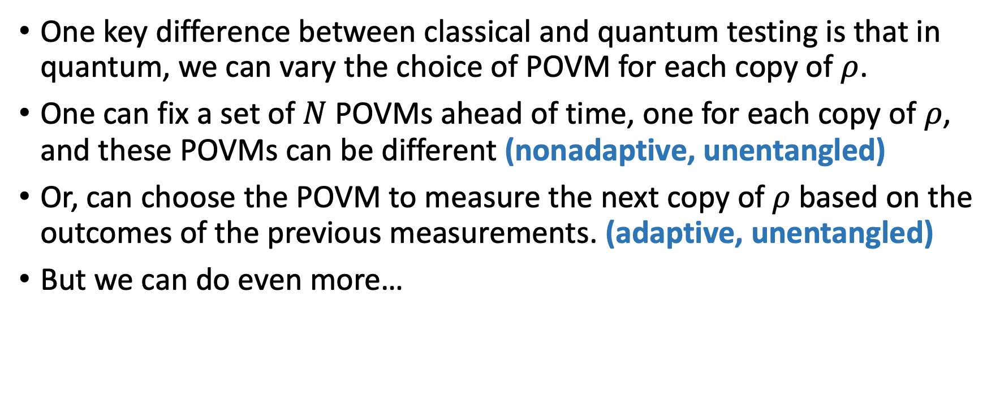 • One key difference between classical and quantum testing is that in
quantum, we can vary the choice of POVM for each copy of ρ.
• One can fix a set of N POVMs ahead of time, one for each copy of ρ,
and these POVMs can be different (nonadaptive, unentangled)
• Or, can choose the POVM to measure the next copy of ρ based on the
outcomes of the previous measurements. (adaptive, unentangled)
• But we can do even more…